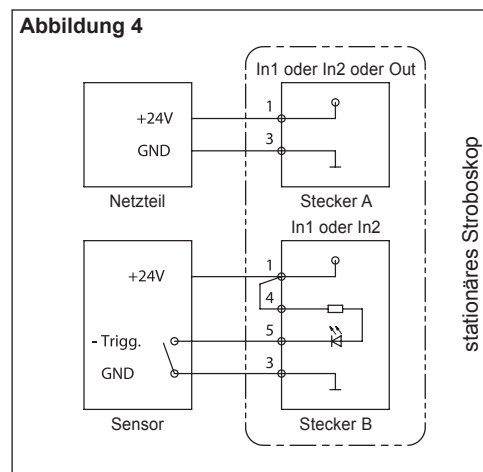 Abbildung 4
In1 oder In2 oder Out
+24V
1
GND
3
Netzteil
Stecker A
In1 oder In2
+24V
1
4
- Trigg.
5
GND
3
Sensor
Stecker B
stationäres Stroboskop